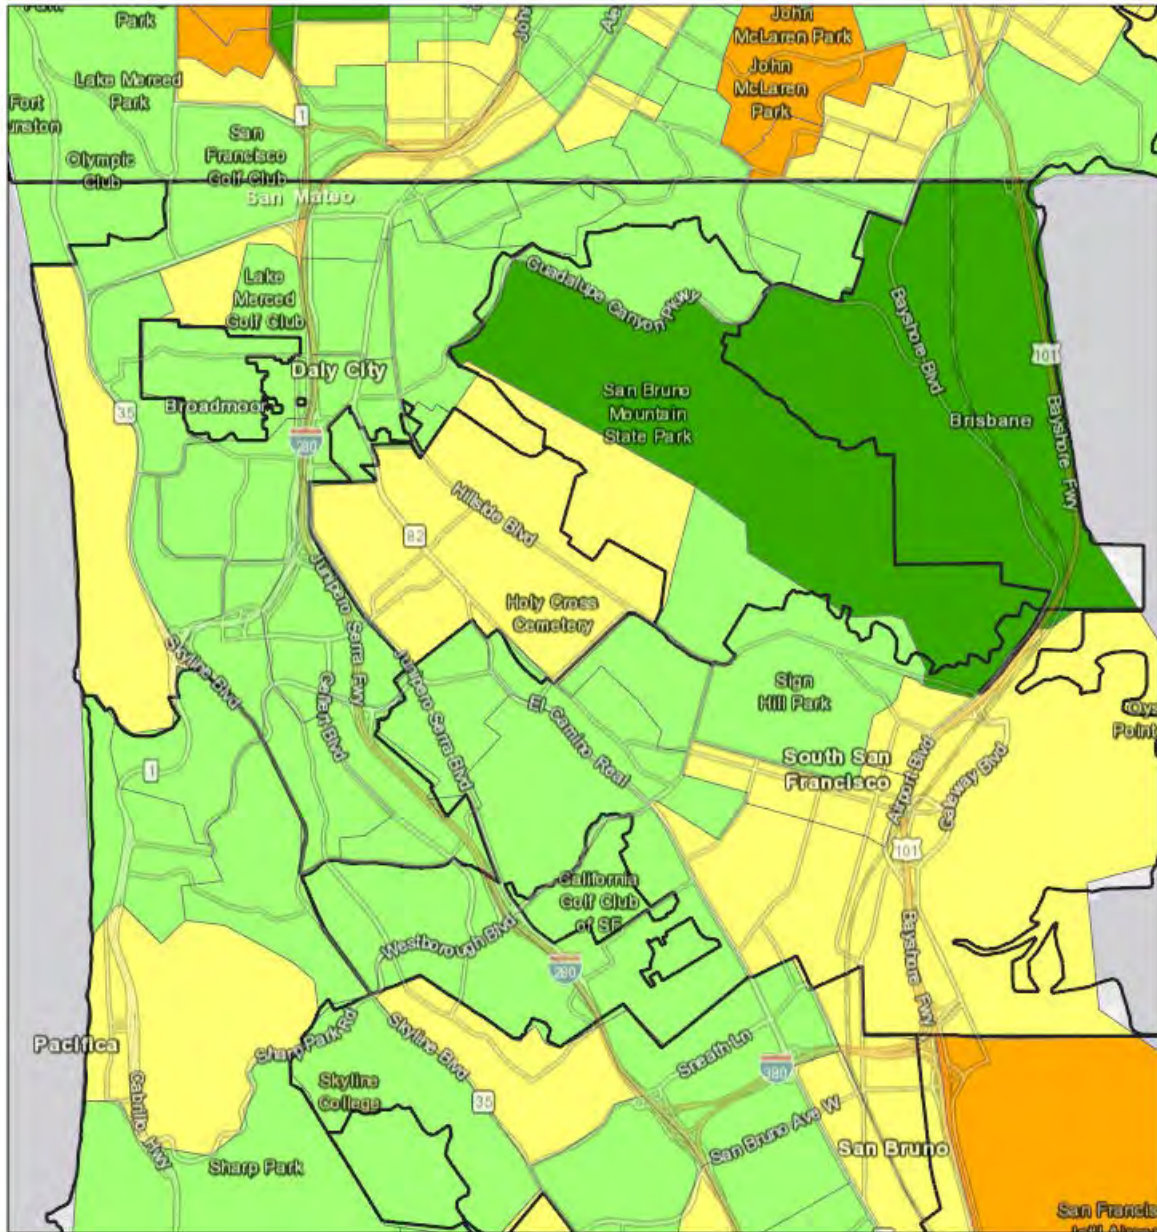 Park
John
McLaren Park
Lake Merced
Park
John
McLaren
Park
Fort
1
San
Francisco
Golf Club
Olympic
Club
San Mateo
Guadalupe Canyon Pkwy
Lake
Merced
Golf Club
Bayshore Blvd
101
Daly City
San Bruno
Mountain
State Park
Broadmoor
35
Brisbane
Bayshore Fwy
280
Hillside Blvd
82
Junipero Serra Fwy
Holy Cross
Cemetery
Skyline Blvd
Junipero Serra Blvd
Callan Blvd
El Camino Real
Sign
Hill Park
Point
South San
Francisco
Airport Blvd
Gateway Blvd
1
101
California
Golf Club
of SF
Westborough Blvd
280
Bayshore Fwy
Pacifica
Sharp Park Rd
Skyline Blvd
Sneath Ln
380
Skyline
College
35
Cabrillo Hwy
San Bruno Ave W
San Bruno
Sharp Park
San Francis